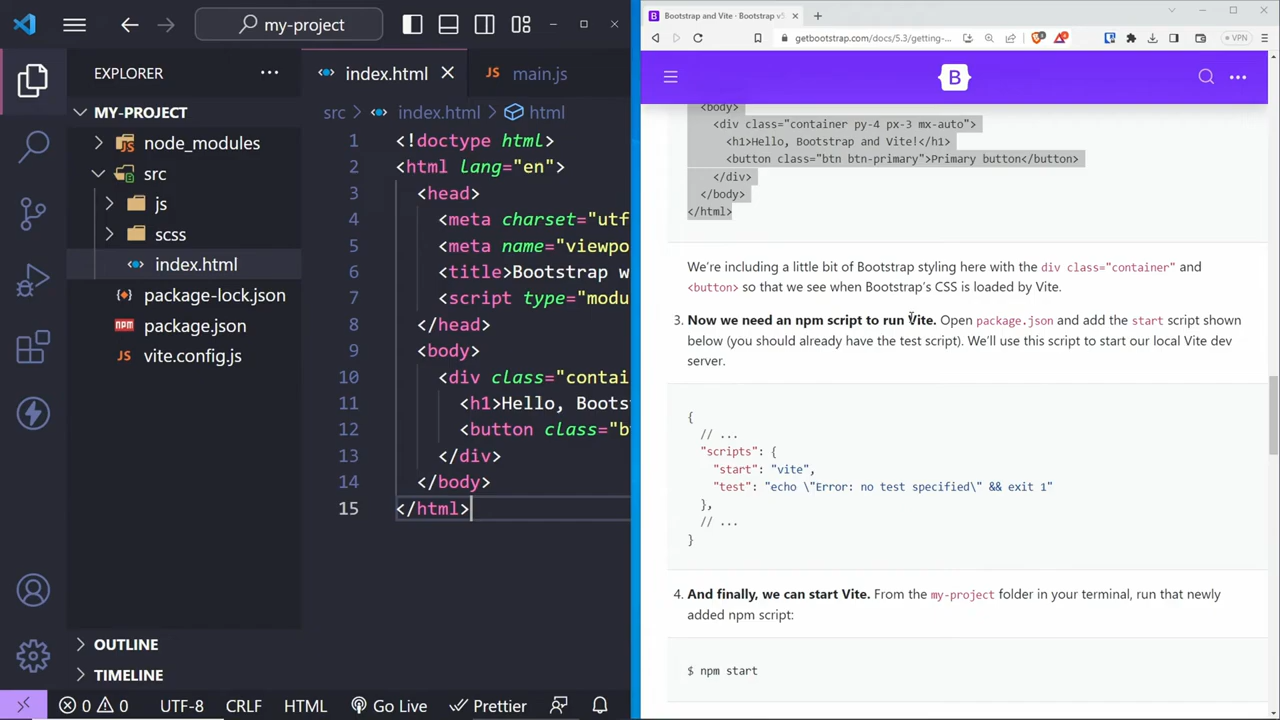 my-project
EXPLORER
MY-PROJECT
node_modules
src
js
scss
index.html
package-lock.json
package.json
vite.config.js
OUTLINE
TIMELINE
index.html
JS main.js
src index.html html
1 <!doctype html>
2 <html lang="en">
3 <head>
4 <meta charset="utf
5 <meta name="viewpo
6 <title>Bootstrap w
7 <script type="modu
8 </head>
9 <body>
10 <div class="contai
11 <h1>Hello, Boots
12 <button class="b
13 </div>
14 </body>
15 </html>
0 0 UTF-8 CRLF HTML Go Live Prettier
Bootstrap and Vite · Bootstrap v5
getbootstrap.com/docs/5.3/getting-...
VPN
B
<body>
<div class="container py-4 px-3 mx-auto">
<h1>Hello, Bootstrap and Vite!</h1>
<button class="btn btn-primary">Primary button</button>
</div>
</body>
</html>
We're including a little bit of Bootstrap styling here with the div class="container" and
<button> so that we see when Bootstrap's CSS is loaded by Vite.
3. Now we need an npm script to run Vite. Open package.json and add the start script shown
below (you should already have the test script). We'll use this script to start our local Vite dev
server.
{
// ...
"scripts": {
"start": "vite",
"test": "echo \"Error: no test specified\" && exit 1"
},
// ...
}
4. And finally, we can start Vite. From the my-project folder in your terminal, run that newly
added npm script:
$ npm start